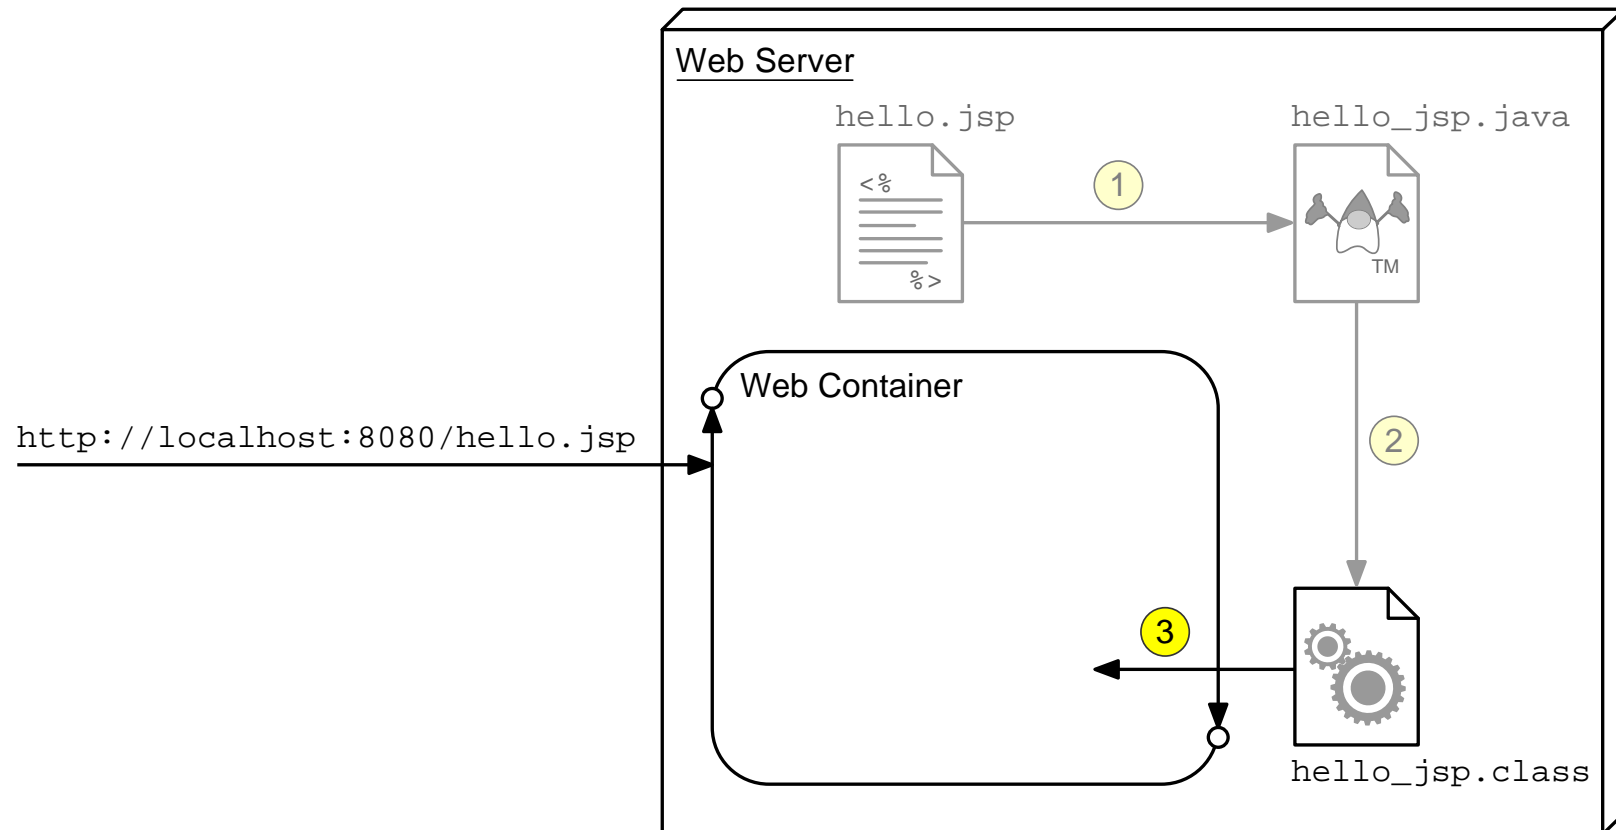 Web Server
hello.jsp
hello_jsp.java
1
<%
%>
TM
Web Container
http://localhost:8080/hello.jsp
2
3
hello_jsp.class